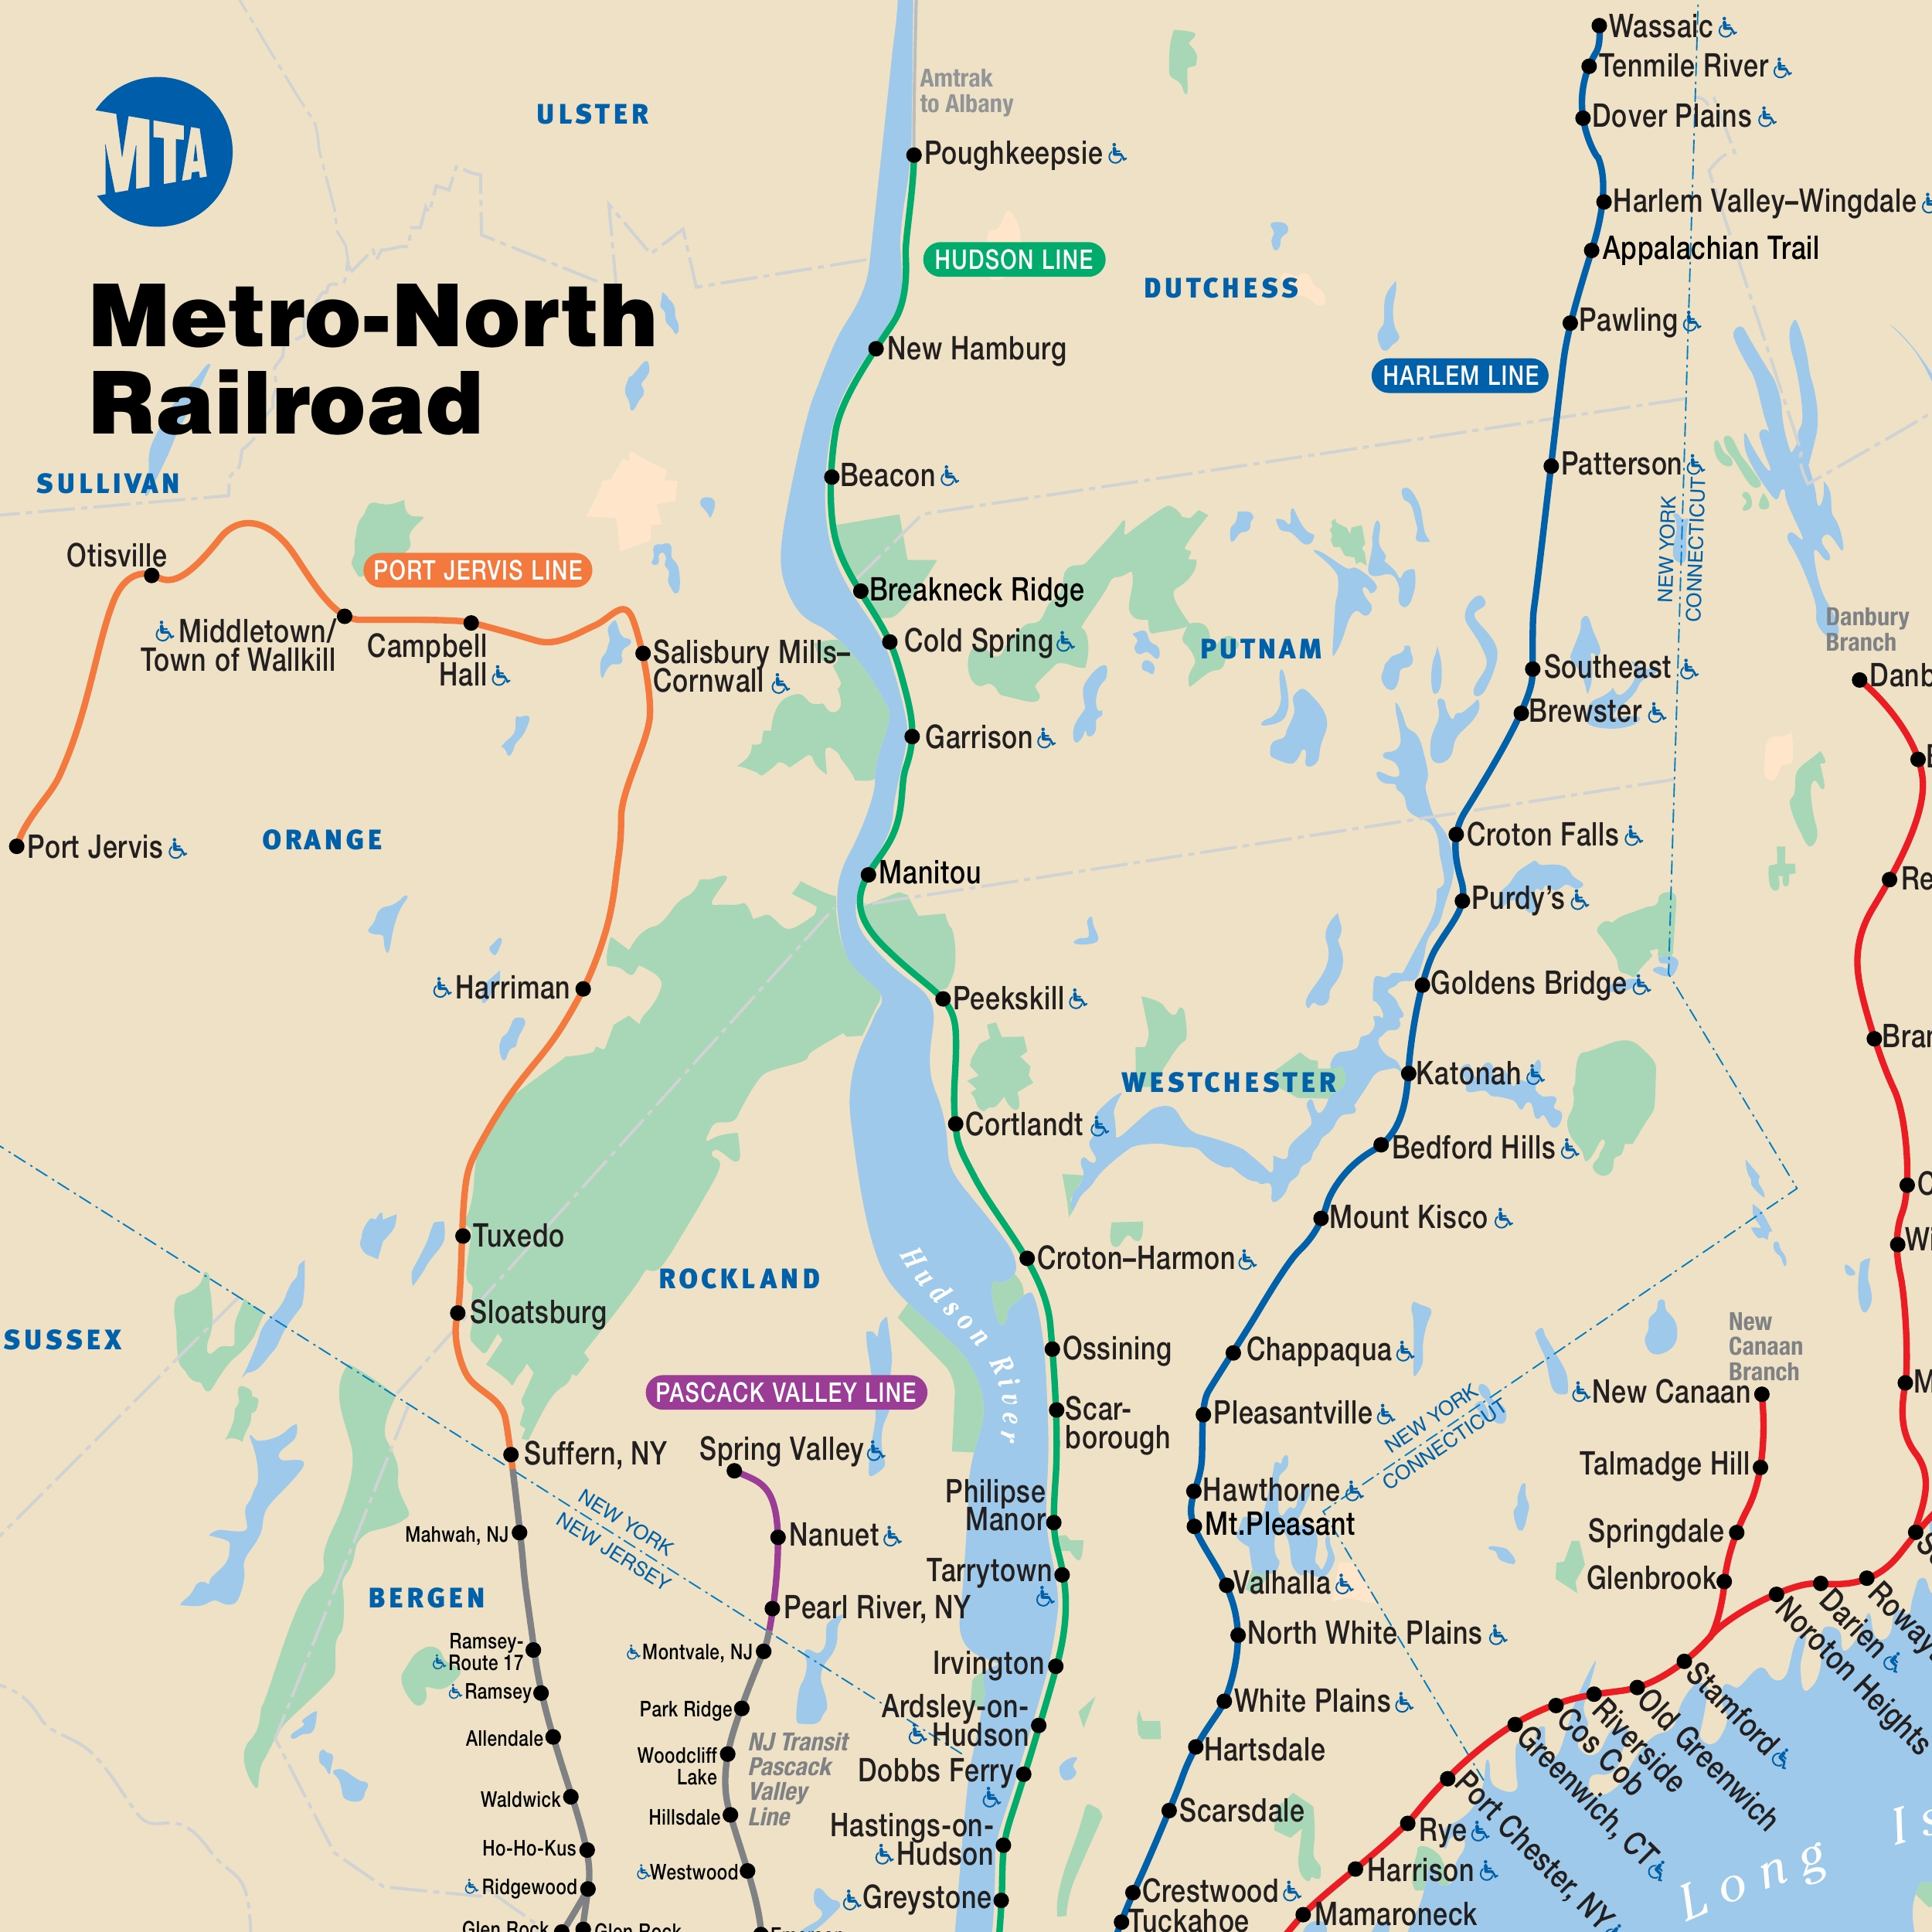 MTA
Metro-North
Railroad
ULSTER
SULLIVAN
DUTCHESS
ORANGE
PUTNAM
WESTCHESTER
ROCKLAND
SUSSEX
BERGEN
Amtrak
to Albany
HUDSON LINE
Poughkeepsie
New Hamburg
Beacon
Breakneck Ridge
Cold Spring
Garrison
Manitou
Peekskill
Cortlandt
Croton–Harmon
Ossining
Scar-
borough
Philipse
Manor
Tarrytown
Irvington
Ardsley-on-
Hudson
Dobbs Ferry
Hastings-on-
Hudson
Greystone
Hudson River
HARLEM LINE
Wassaic
Tenmile River
Dover Plains
Harlem Valley–Wingdale
Appalachian Trail
Pawling
Patterson
Southeast
Brewster
Croton Falls
Purdy's
Goldens Bridge
Katonah
Bedford Hills
Mount Kisco
Chappaqua
Pleasantville
Hawthorne
Mt.Pleasant
Valhalla
North White Plains
White Plains
Hartsdale
Scarsdale
Crestwood
Tuckahoe
NEW YORK
CONNECTICUT
NEW YORK
CONNECTICUT
PORT JERVIS LINE
Otisville
Middletown/
Town of Wallkill
Campbell
Hall
Salisbury Mills–
Cornwall
Port Jervis
Harriman
Tuxedo
Sloatsburg
Suffern, NY
Mahwah, NJ
Ramsey-
Route 17
Ramsey
Allendale
Waldwick
Ho-Ho-Kus
Ridgewood
Glen Rock
Glen Rock
NEW YORK
NEW JERSEY
PASCACK VALLEY LINE
Spring Valley
Nanuet
Pearl River, NY
Montvale, NJ
Park Ridge
Woodcliff
Lake
Hillsdale
Westwood
NJ Transit
Pascack
Valley
Line
Danbury
Branch
Danb
Re
Bran
C
Wi
M
New
Canaan
Branch
New Canaan
Talmadge Hill
Springdale
Glenbrook
Roway
Darien
Noroton Heights
Stamford
Old Greenwich
Riverside
Cos Cob
Greenwich, CT
Port Chester, NY
Rye
Harrison
Mamaroneck
Long Is